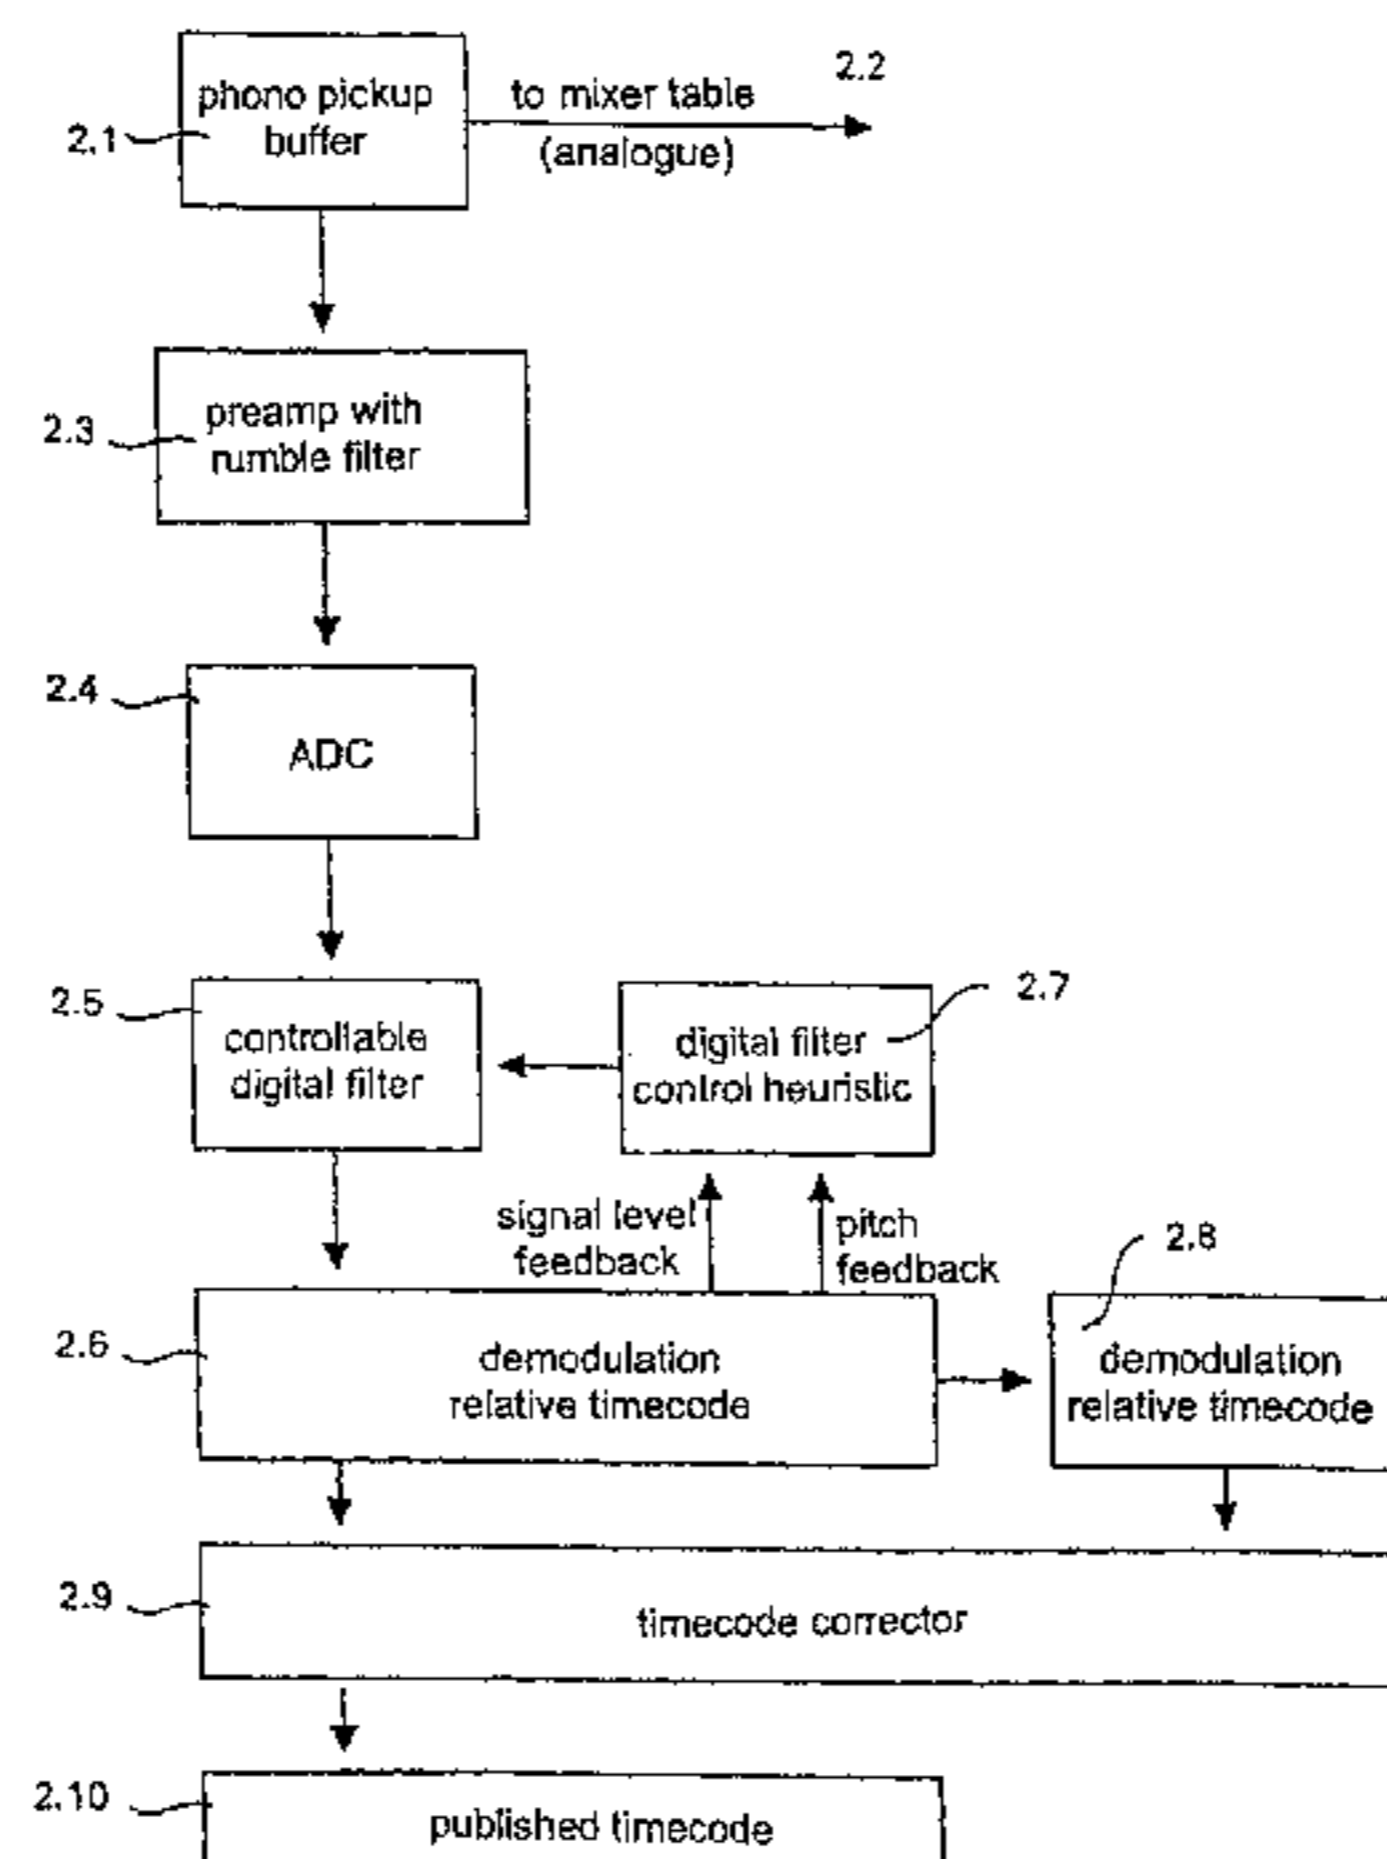 2.2
phono pickup
buffer
to mixer table
(analogue)
2.1
preamp with
rumble filter
2.3
2.4
ADC
2.5
controllable
digital filter
digital filter
control heuristic
2.7
signal level
feedback
pitch
feedback
2.8
2.6
demodulation
relative timecode
demodulation
relative timecode
2.9
timecode corrector
2.10
published timecode